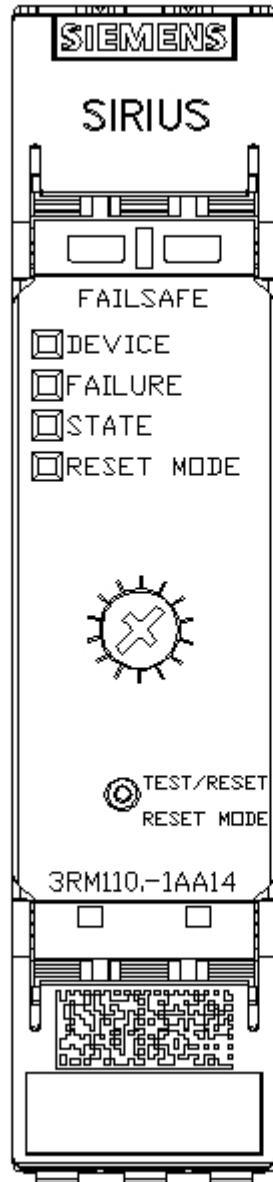 SIEMENS
SIRIUS
FAILSAFE
DEVICE
FAILURE
STATE
RESET MODE
TEST/RESET
RESET MODE
3RM110.-1AA14